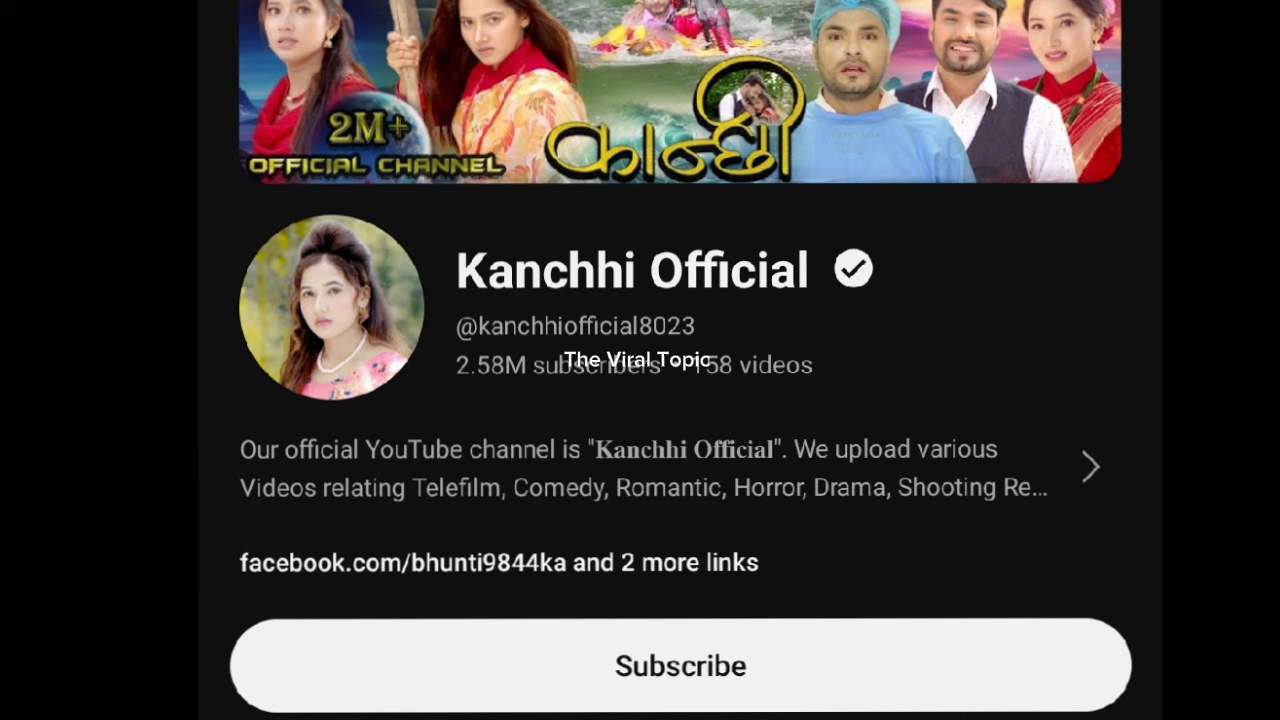 2M+
OFFICIAL CHANNEL
कान्छी
Kanchhi Official
@kanchhiofficial8023
2.58M subscribers • 158 videos
The Viral Topic
Our official YouTube channel is "Kanchhi Official". We upload various
Videos relating Telefilm, Comedy, Romantic, Horror, Drama, Shooting Re...
facebook.com/bhunti9844ka and 2 more links
Subscribe